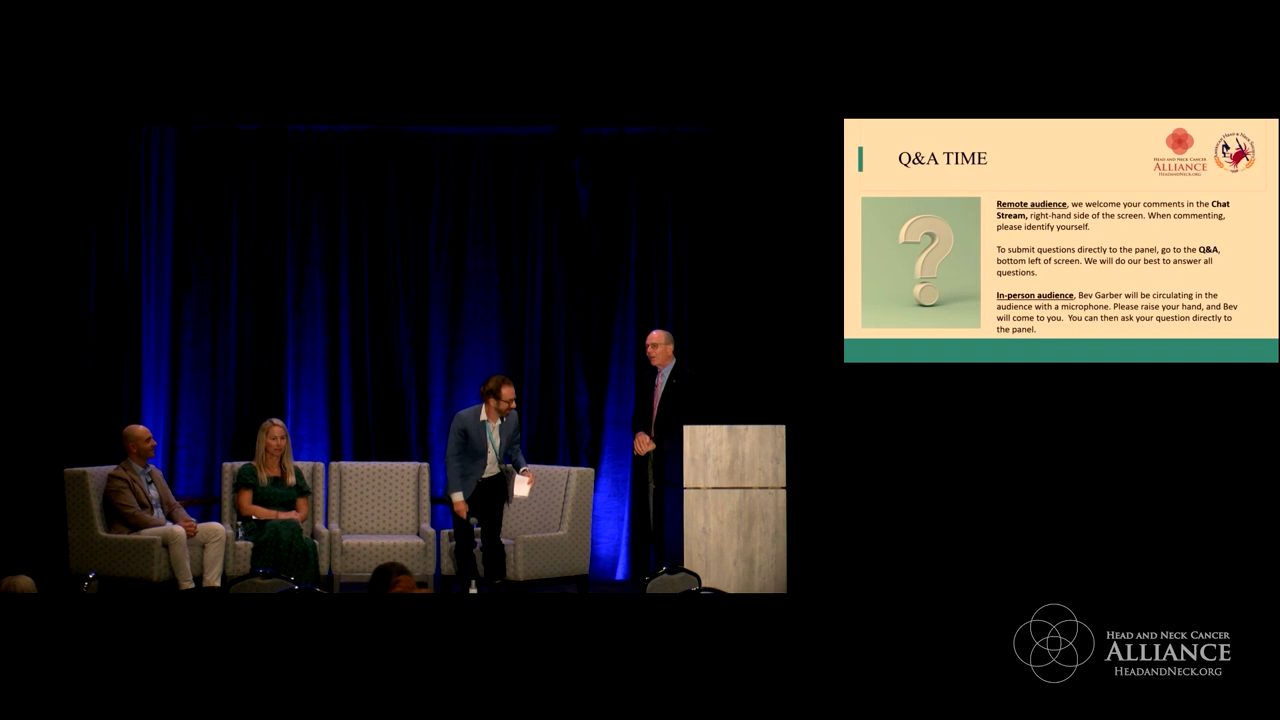 Q&A TIME
HEAD AND NECK CANCER
ALLIANCE
HEADANDNECK.ORG
Remote audience, we welcome your comments in the Chat
Stream, right-hand side of the screen. When commenting,
please identify yourself.
To submit questions directly to the panel, go to the Q&A,
bottom left of screen. We will do our best to answer all
questions.
In-person audience, Bev Garber will be circulating in the
audience with a microphone. Please raise your hand, and Bev
will come to you. You can then ask your question directly to
the panel.
HEAD AND NECK CANCER
ALLIANCE
HEADANDNECK.ORG